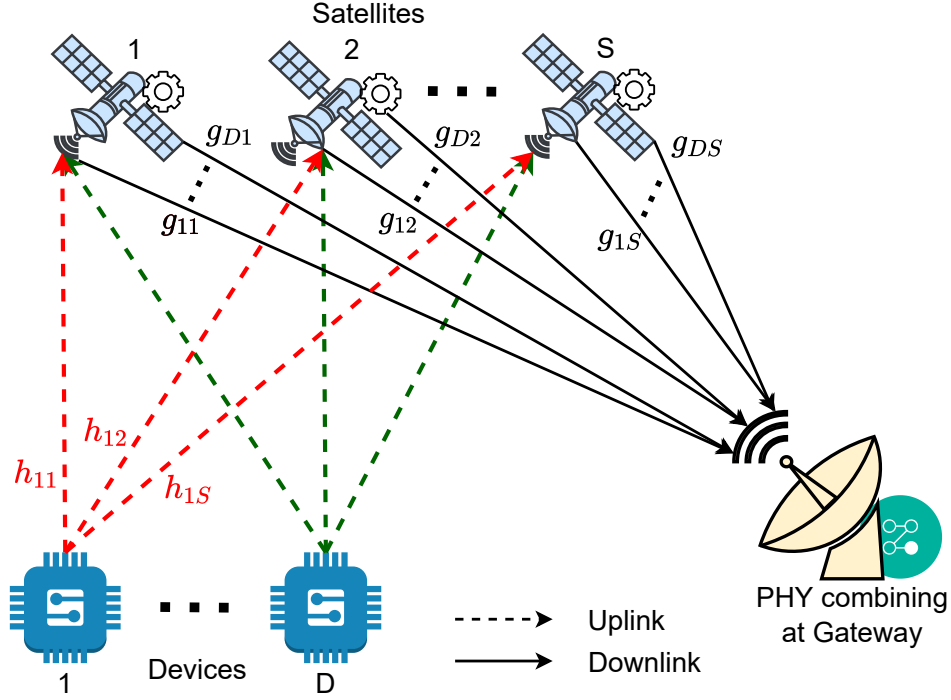 Satellites
1
2
S
g_{D1}
g_{D2}
g_{DS}
g_{11}
g_{12}
g_{1S}
h_{12}
h_{11}
h_{1S}
PHY combining
at Gateway
Uplink
Downlink
Devices
1
D